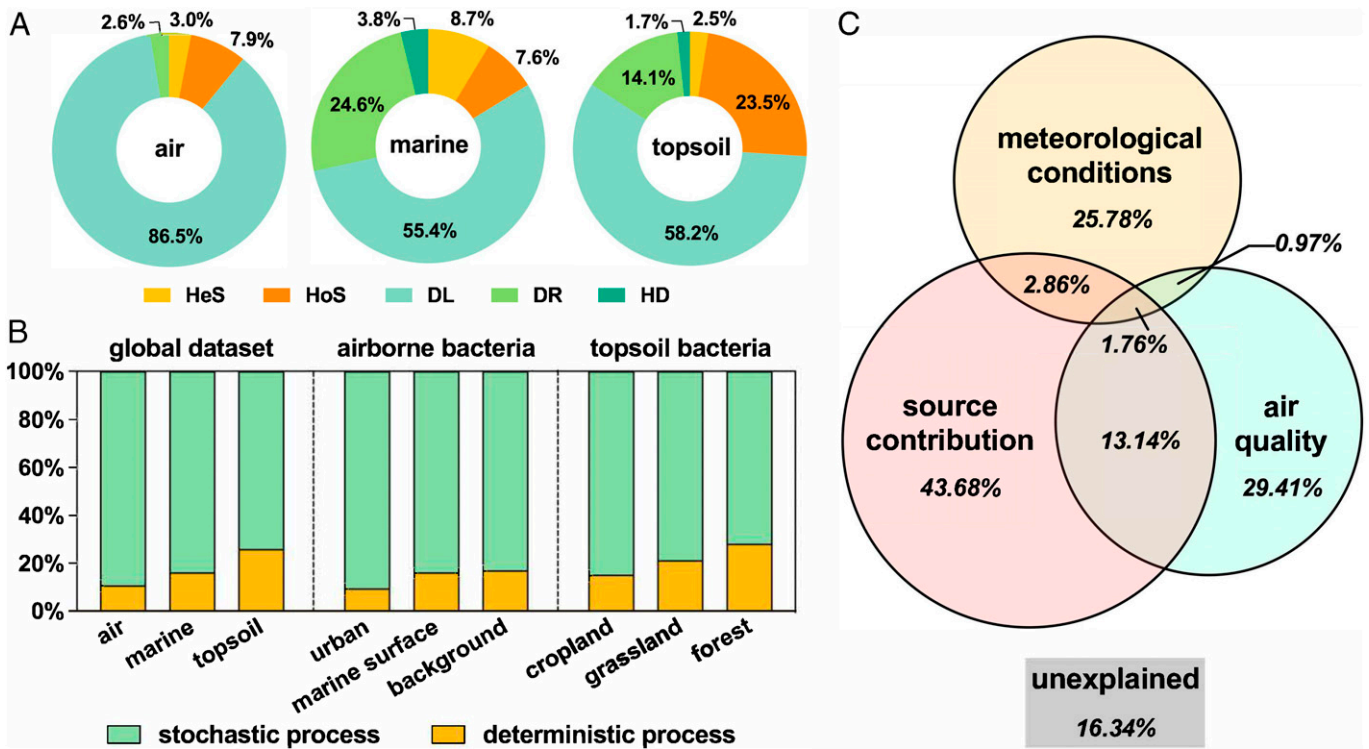 A
2.6%
3.0%
7.9%
air
86.5%
3.8%
8.7%
7.6%
24.6%
marine
55.4%
1.7%
2.5%
14.1%
23.5%
topsoil
58.2%
HeS
HoS
DL
DR
HD
B
global dataset
airborne bacteria
topsoil bacteria
100%
80%
60%
40%
20%
0%
air
marine
topsoil
urban
marine surface
background
cropland
grassland
forest
stochastic process
deterministic process
C
meteorological
conditions
25.78%
0.97%
2.86%
1.76%
source
contribution
43.68%
13.14%
air
quality
29.41%
unexplained
16.34%